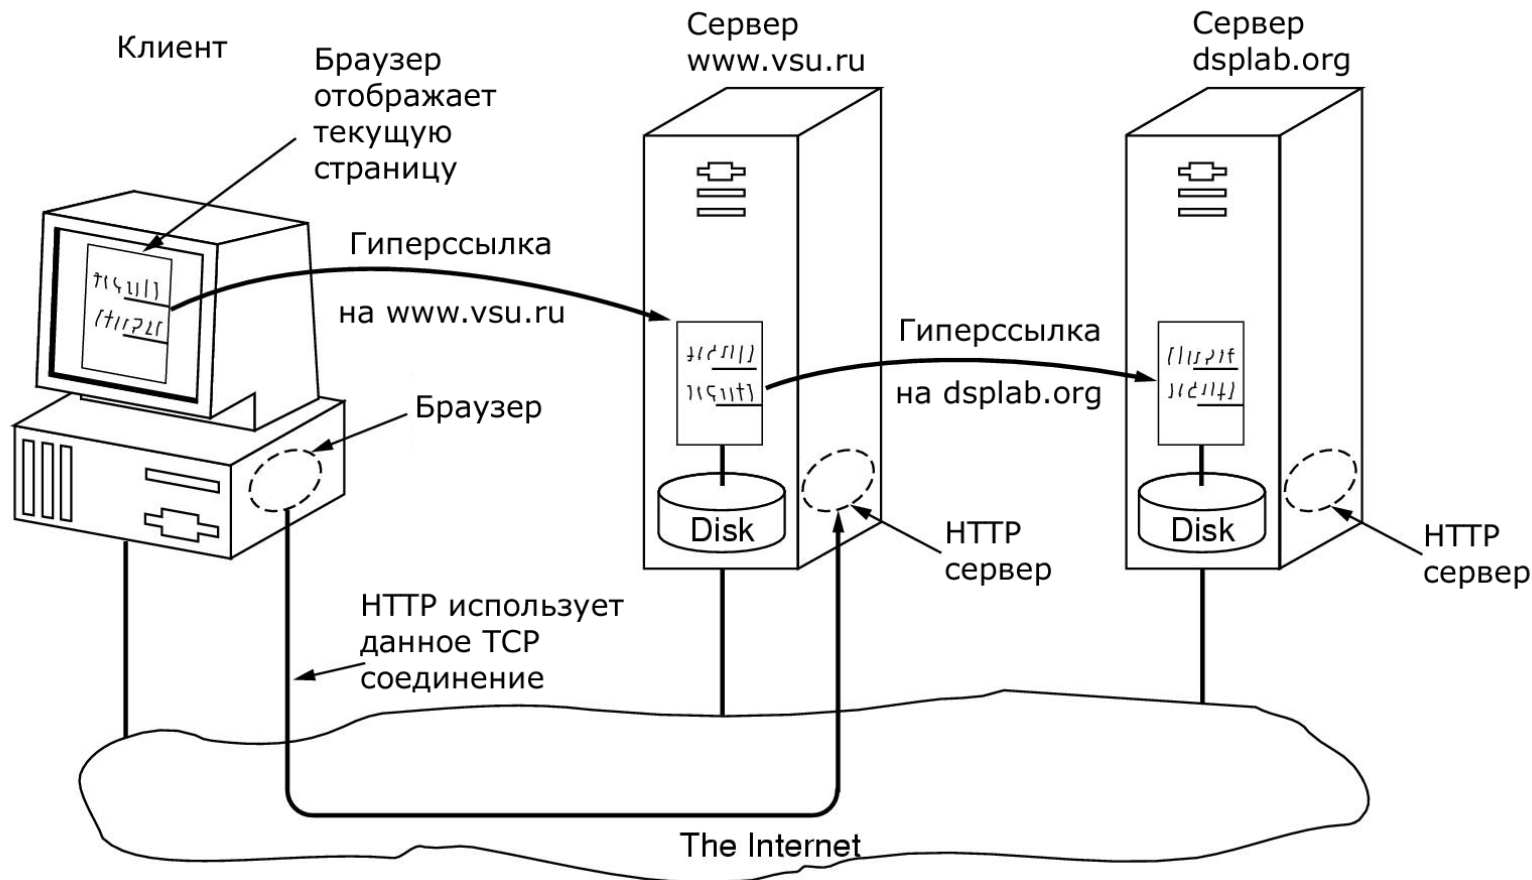 Клиент
Браузер
отображает
текущую
страницу
Сервер
www.vsu.ru
Сервер
dsplab.org
Гиперссылка
на www.vsu.ru
Гиперссылка
на dsplab.org
Браузер
Disk
HTTP
сервер
Disk
HTTP
сервер
HTTP использует
данное TCP
соединение
The Internet